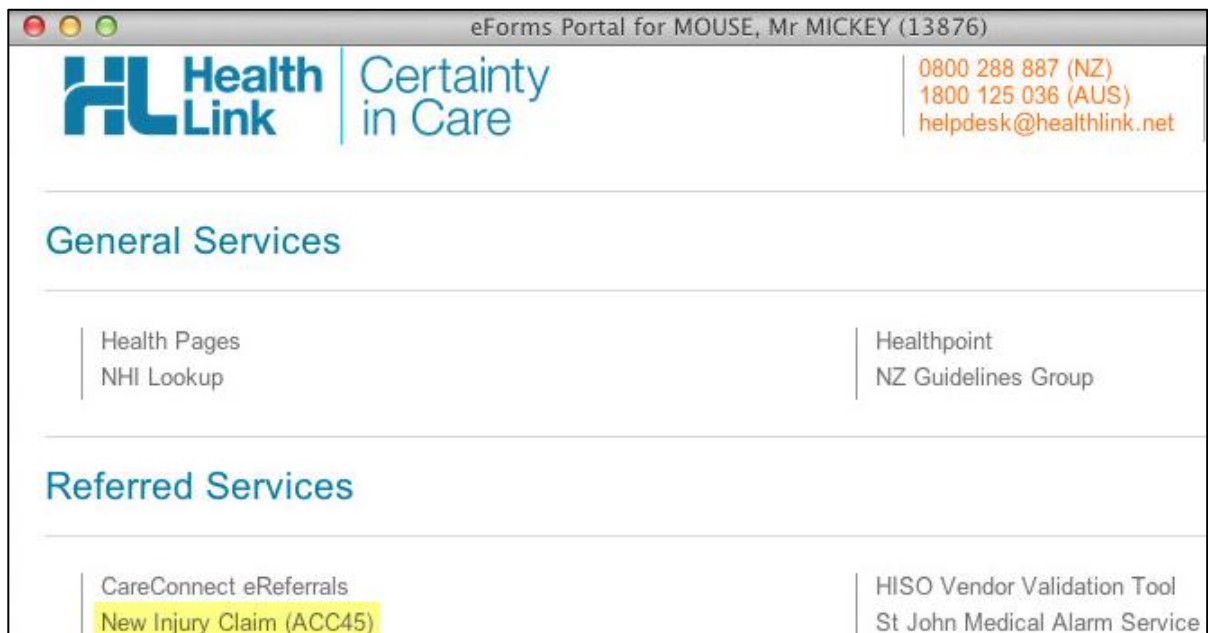 eForms Portal for MOUSE, Mr MICKEY (13876)
HL Health Link
Certainty in Care
0800 288 887 (NZ)
1800 125 036 (AUS)
helpdesk@healthlink.net
General Services
Health Pages
NHI Lookup
Healthpoint
NZ Guidelines Group
Referred Services
CareConnect eReferrals
New Injury Claim (ACC45)
HISO Vendor Validation Tool
St John Medical Alarm Service